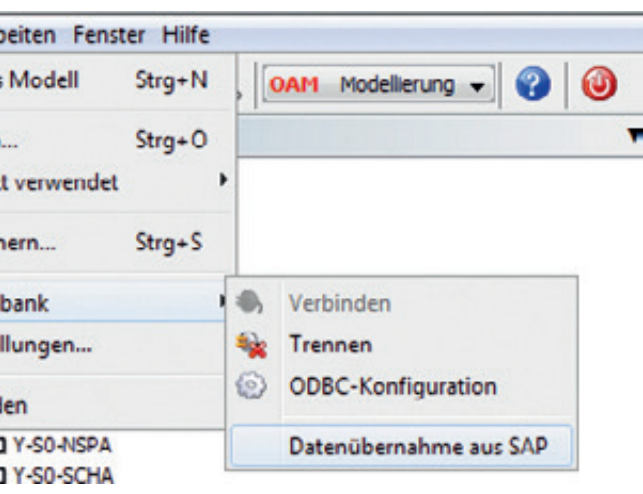 beiten Fenster Hilfe
s Modell Strg+N
OAM Modellierung
... Strg+O
t verwendet
hern... Strg+S
bank
Verbinden
llungen...
Trennen
ODBC-Konfiguration
den
Datenübernahme aus SAP
Y-S0-NSPA
Y-S0-SCHA